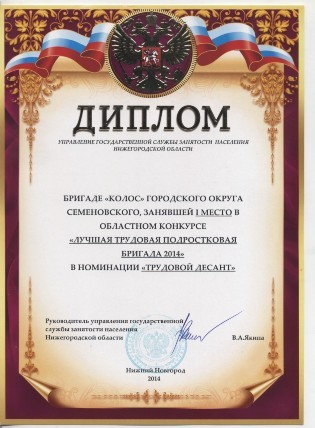 ДИПЛОМ
УПРАВЛЕНИЕ ГОСУДАРСТВЕННОЙ СЛУЖБЫ ЗАНЯТОСТИ НАСЕЛЕНИЯ
НИЖЕГОРОДСКОЙ ОБЛАСТИ
БРИГАДЕ «КОЛОС» ГОРОДСКОГО ОКРУГА
СЕМЕНОВСКОГО, ЗАНЯВШЕЙ I МЕСТО В
ОБЛАСТНОМ КОНКУРСЕ
«ЛУЧШАЯ ТРУДОВАЯ ПОДРОСТКОВАЯ
БРИГАДА 2014»
В НОМИНАЦИИ «ТРУДОВОЙ ДЕСАНТ»
Руководитель управления государственной
службы занятости населения
Нижегородской области В.А.Якина
Нижний Новгород
2014